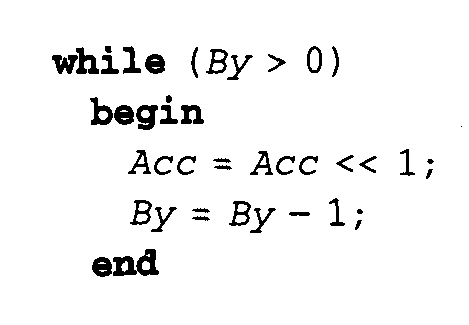 while (By > 0)
begin
Acc = Acc << 1;
By = By - 1;
end